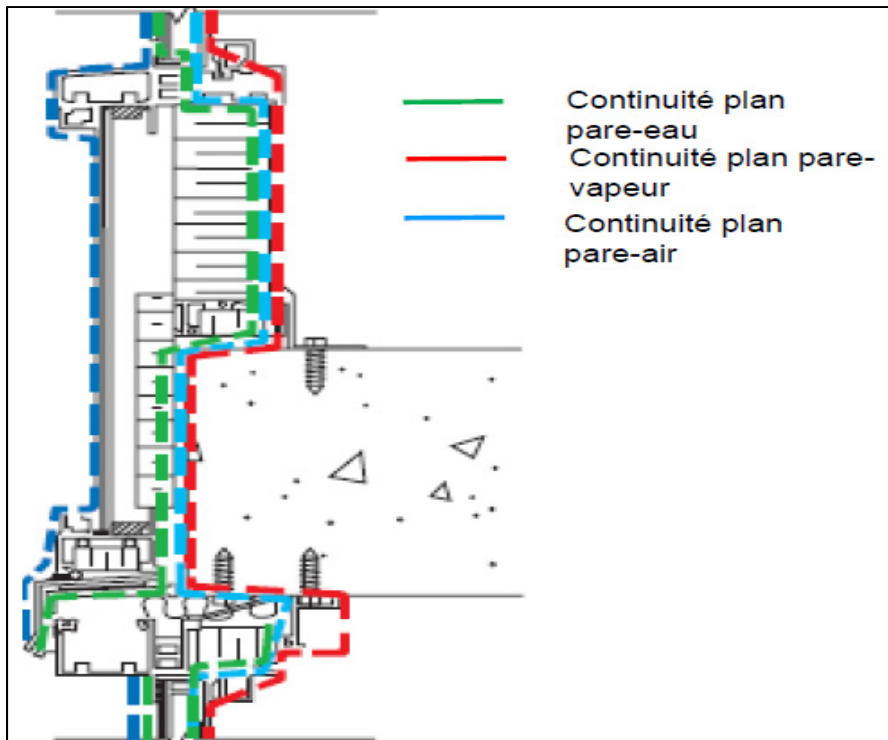 Continuité plan
pare-eau
Continuité plan pare-
vapeur
Continuité plan
pare-air